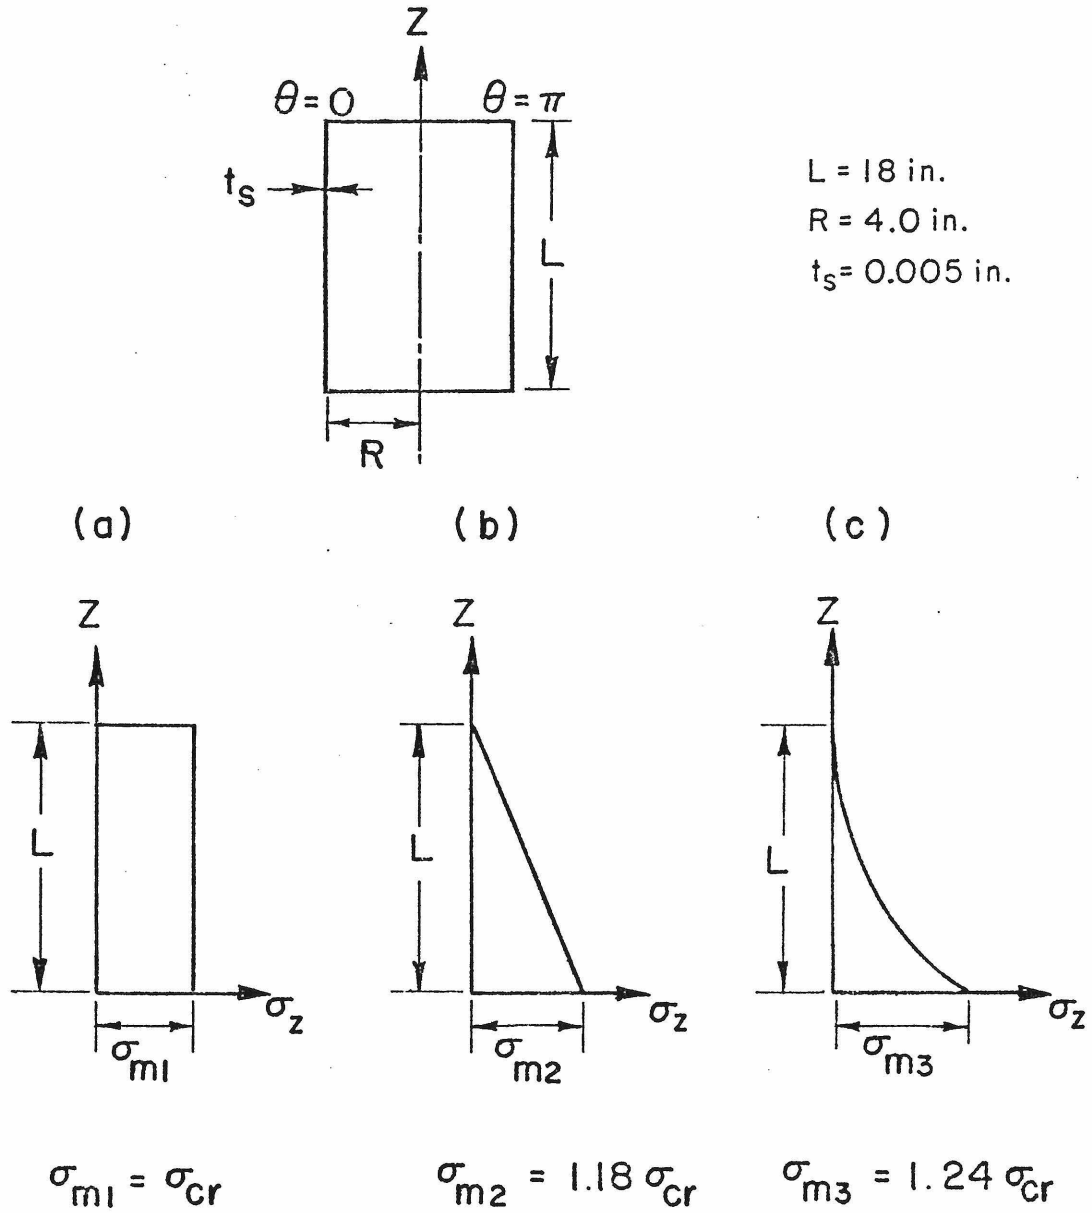 Z
θ = 0
θ = π
t_s
L
R
L = 18 in.
R = 4.0 in.
t_s = 0.005 in.
(a)
(b)
(c)
Z
L
σ_z
σ_m1
Z
L
σ_z
σ_m2
Z
L
σ_z
σ_m3
σ_m1 = σ_cr
σ_m2 = 1.18 σ_cr
σ_m3 = 1.24 σ_cr